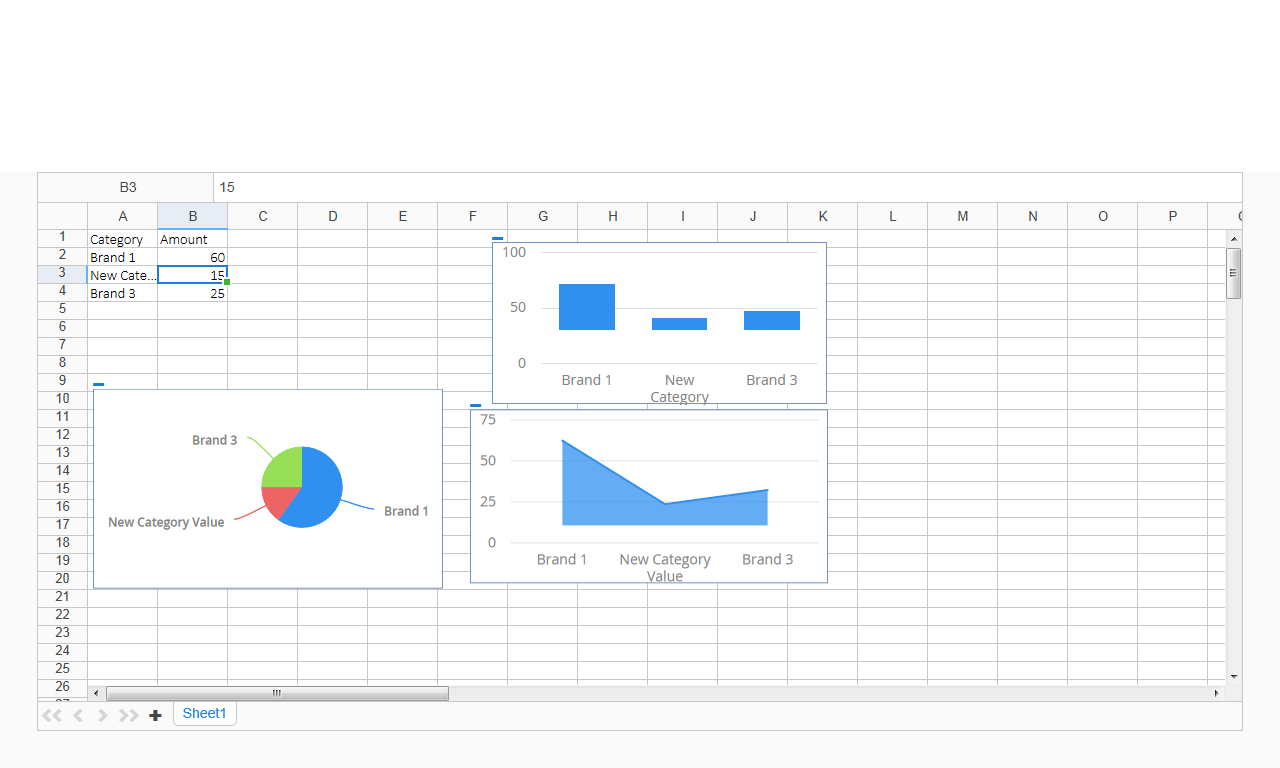 B3 15
A B C D E F G H I J K L M N O P
1 Category Amount
2 Brand 1 60
3 New Cate... 15
4 Brand 3 25
5
6
7
8
9
10
11
12
13
14
15
16
17
18
19
20
21
22
23
24
25
26
100
50
0
Brand 1 New Brand 3
Category
Brand 3
New Category Value
Brand 1
75
50
25
0
Brand 1 New Category Brand 3
Value
Sheet1